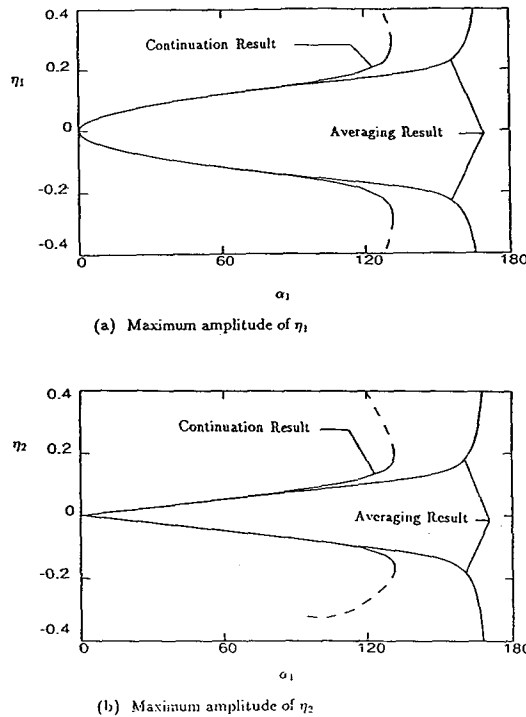 0.4
Continuation Result
0.2
η₁
0
Averaging Result
-0.2
-0.4
0
60
120
180
α₁
(a) Maximum amplitude of η₁
0.4
Continuation Result
0.2
η₂
0
Averaging Result
-0.2
-0.4
0
60
120
180
α₁
(b) Maximum amplitude of η₂